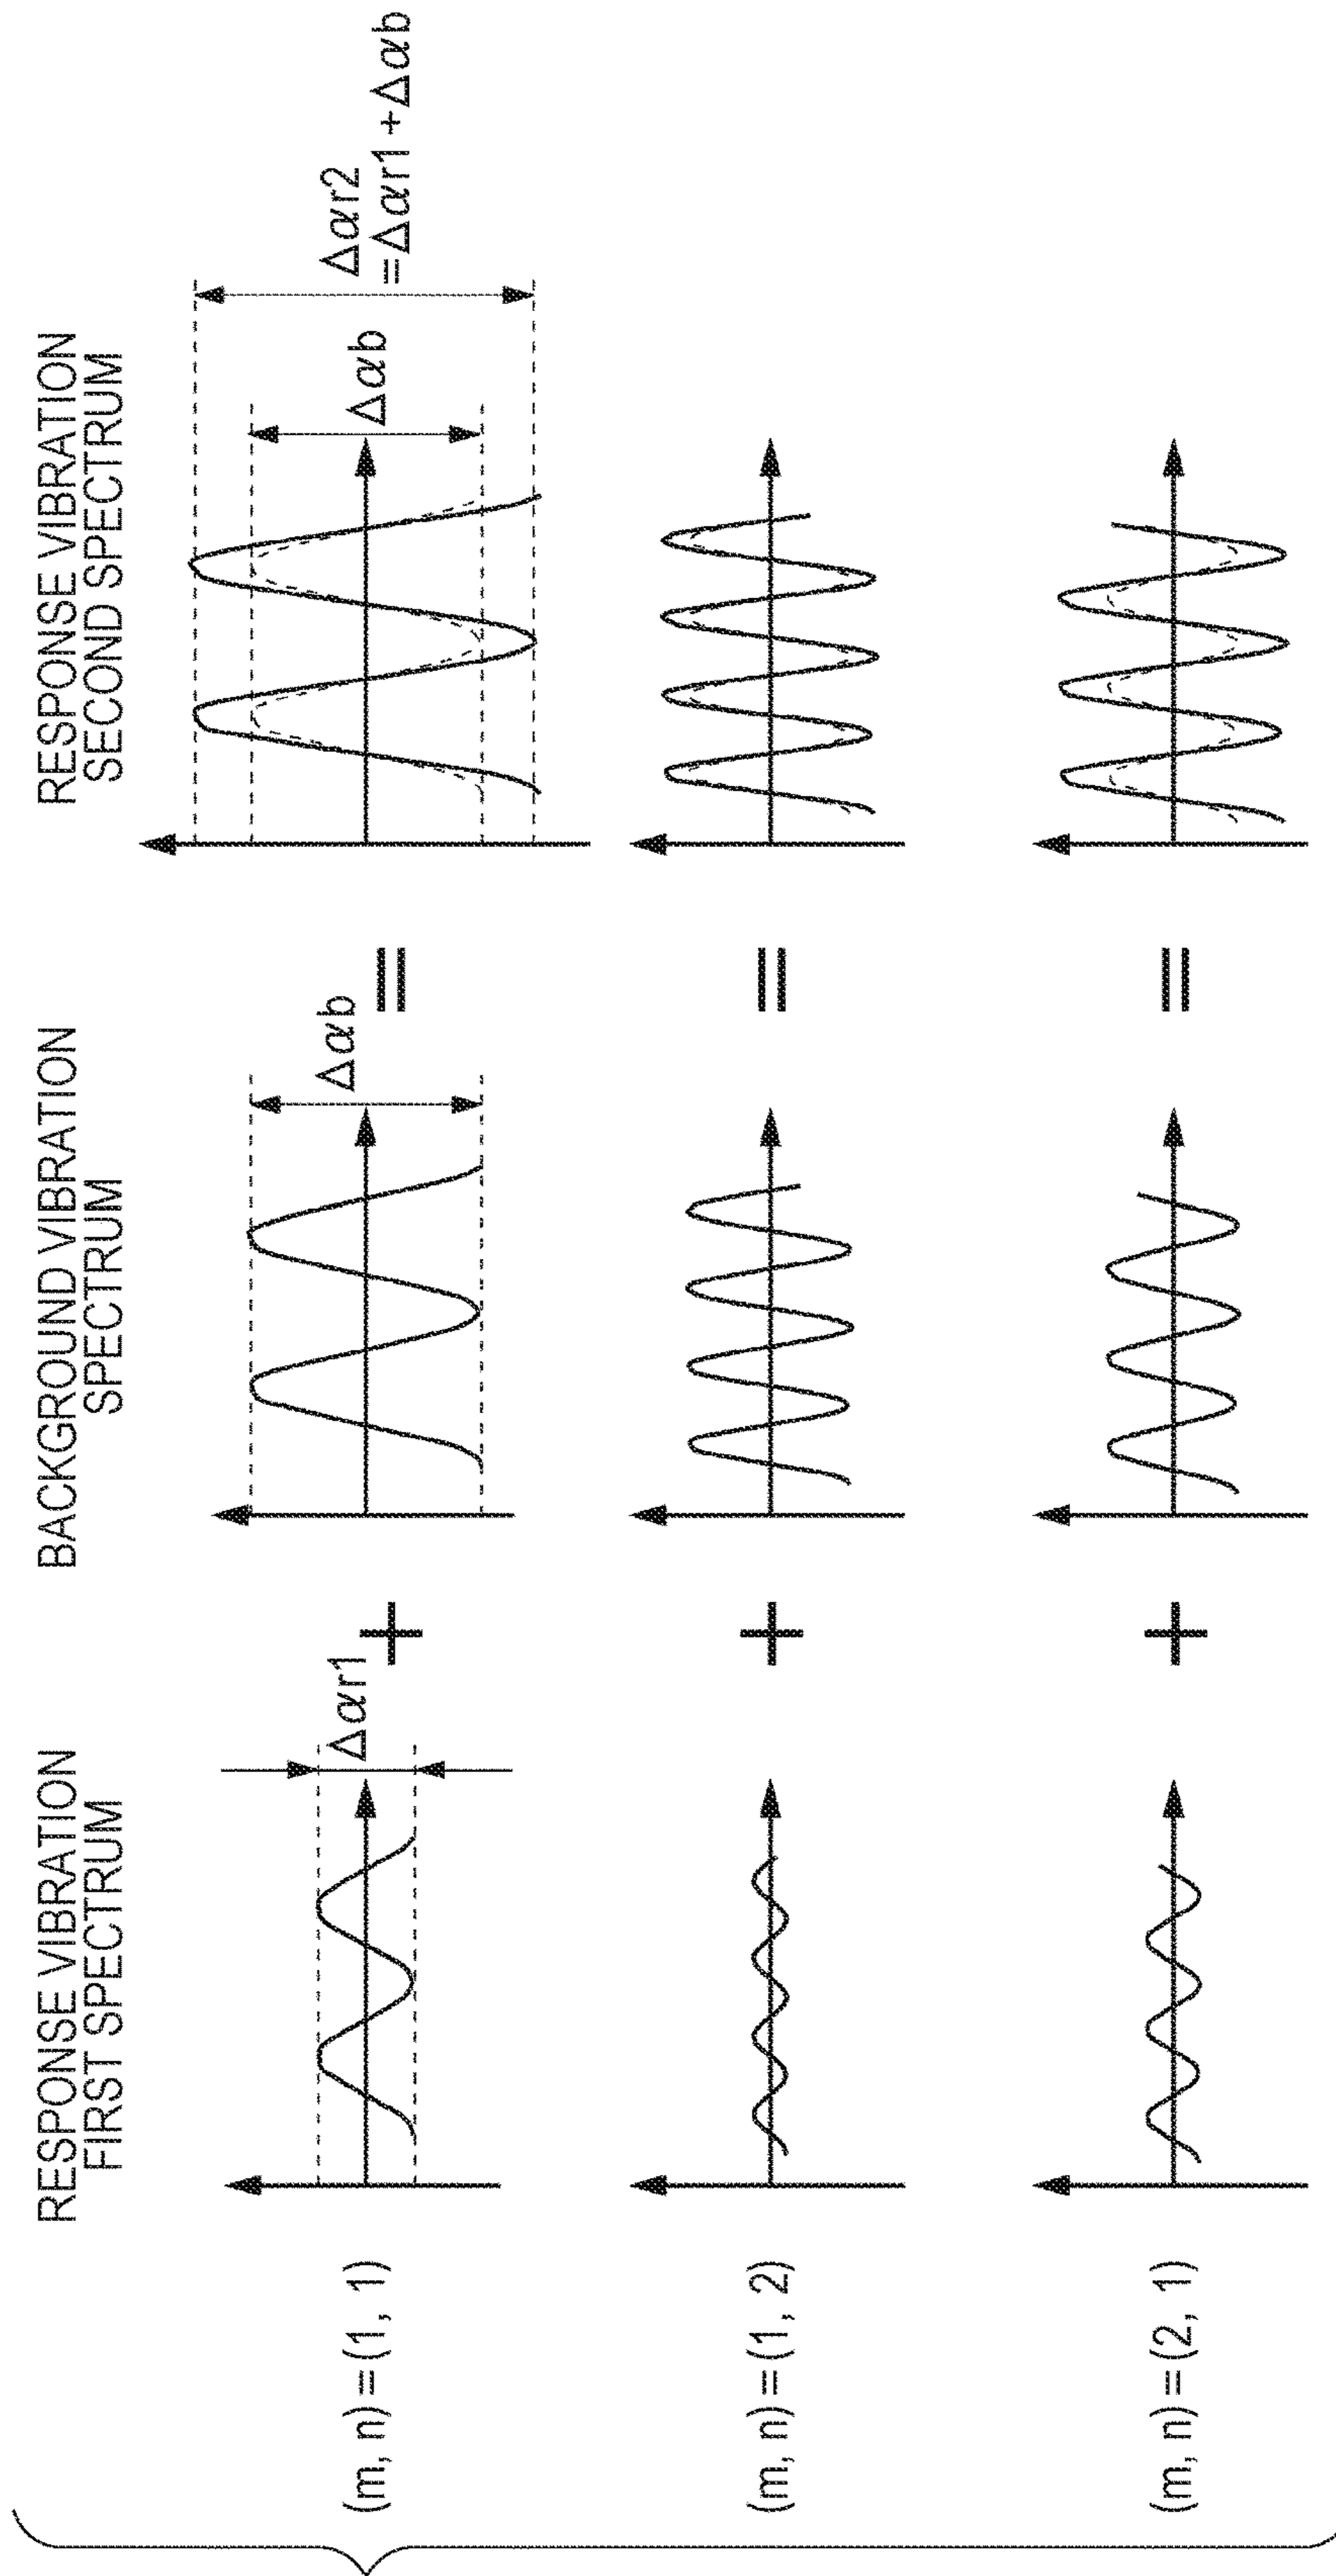 RESPONSE VIBRATION
FIRST SPECTRUM
BACKGROUND VIBRATION
SPECTRUM
RESPONSE VIBRATION
SECOND SPECTRUM
(m, n) = (1, 1)
Δαr1
+
Δαb
=
Δαb
Δαr2
=Δαr1 +Δαb
(m, n) = (1, 2)
+
=
(m, n) = (2, 1)
+
=